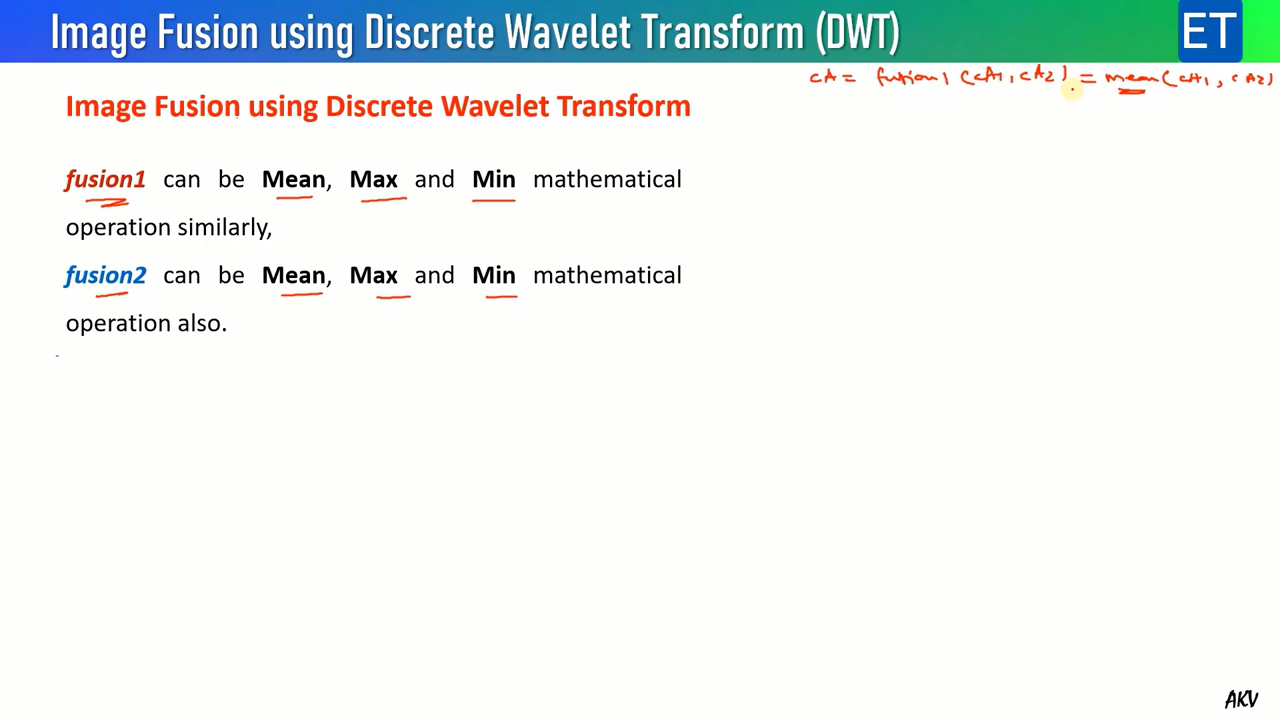 Image Fusion using Discrete Wavelet Transform (DWT)
ET
cA = fusion1 (cA1, cA2) = mean (cA1, cA2)
Image Fusion using Discrete Wavelet Transform
fusion1 can be Mean, Max and Min mathematical
operation similarly,
fusion2 can be Mean, Max and Min mathematical
operation also.
AKV